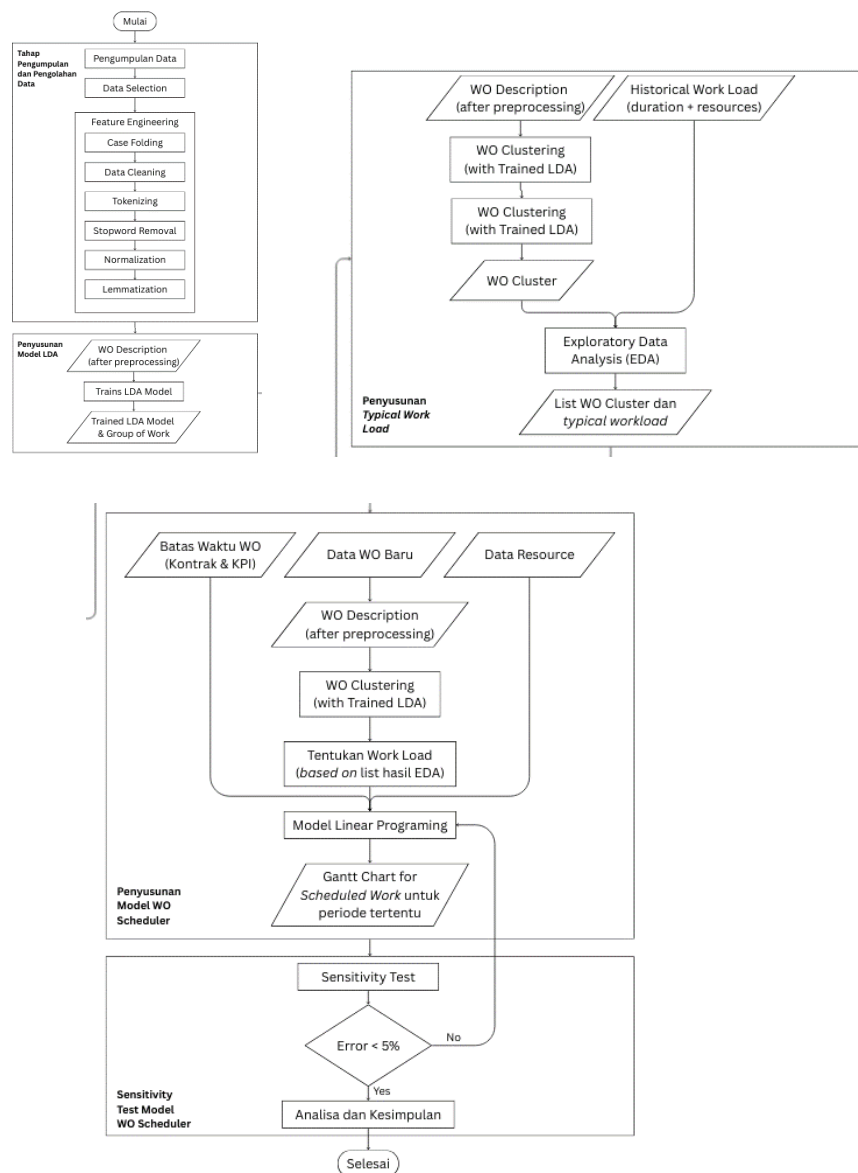 Mulai
Tahap
Pengumpulan
dan Pengolahan
Data
Pengumpulan Data
Data Selection
Feature Engineering
Case Folding
Data Cleaning
Tokenizing
Stopword Removal
Normalization
Lemmatization
Penyusunan
Model LDA
WO Description
(after preprocessing)
Trains LDA Model
Trained LDA Model
& Group of Work
WO Description
(after preprocessing)
Historical Work Load
(duration + resources)
WO Clustering
(with Trained LDA)
WO Clustering
(with Trained LDA)
WO Cluster
Exploratory Data
Analysis (EDA)
List WO Cluster dan
typical workload
Penyusunan
Typical Work
Load
Batas Waktu WO
(Kontrak & KPI)
Data WO Baru
Data Resource
WO Description
(after preprocessing)
WO Clustering
(with Trained LDA)
Tentukan Work Load
(based on list hasil EDA)
Model Linear Programing
Gantt Chart for
Scheduled Work untuk
periode tertentu
Penyusunan
Model WO
Scheduler
Sensitivity Test
Error < 5%
No
Yes
Analisa dan Kesimpulan
Sensitivity
Test Model
WO Scheduler
Selesai